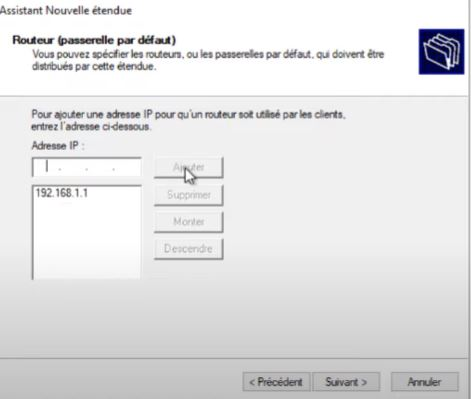 Assistant Nouvelle étendue
Routeur (passerelle par défaut)
Vous pouvez spécifier les routeurs, ou les passerelles par défaut, qui doivent être
distribués par cette étendue.
Pour ajouter une adresse IP pour qu'un routeur soit utilisé par les clients,
entrez l'adresse ci-dessous.
Adresse IP :
. . .
Ajouter
192.168.1.1
Supprimer
Monter
Descendre
< Précédent
Suivant >
Annuler